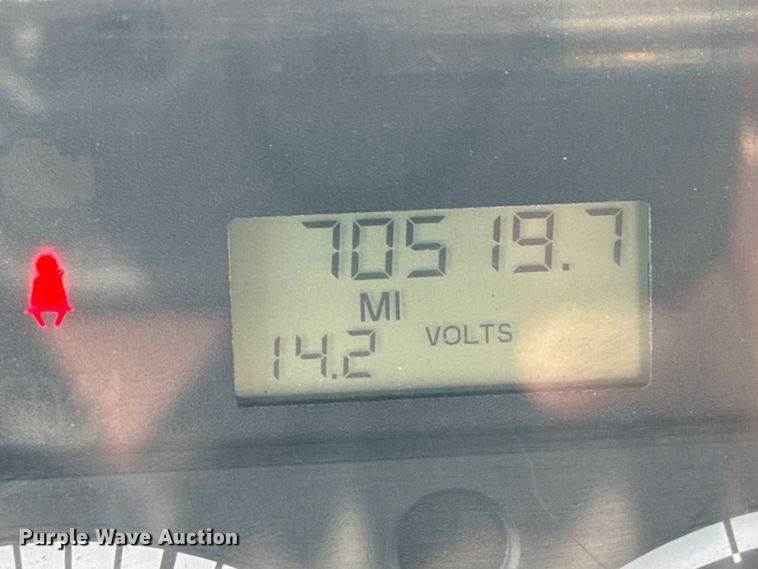 70519.7
MI
14.2 VOLTS
Purple Wave Auction